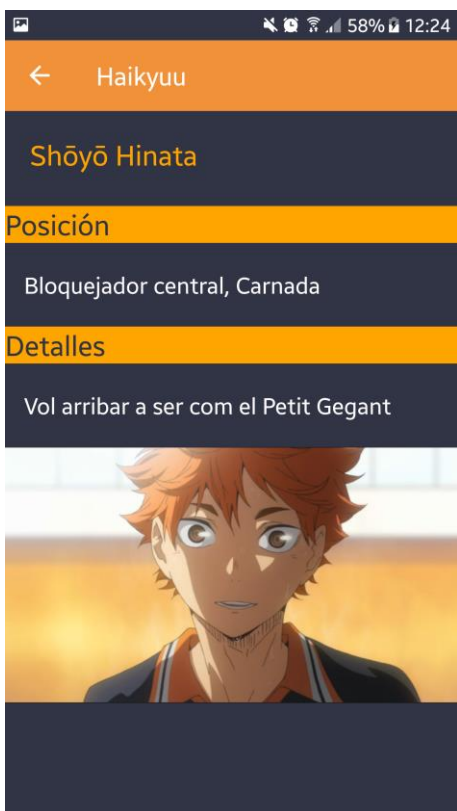 58% 12:24
Haikyuu
Shōyō Hinata
Posición
Bloquejador central, Carnada
Detalles
Vol arribar a ser com el Petit Gegant